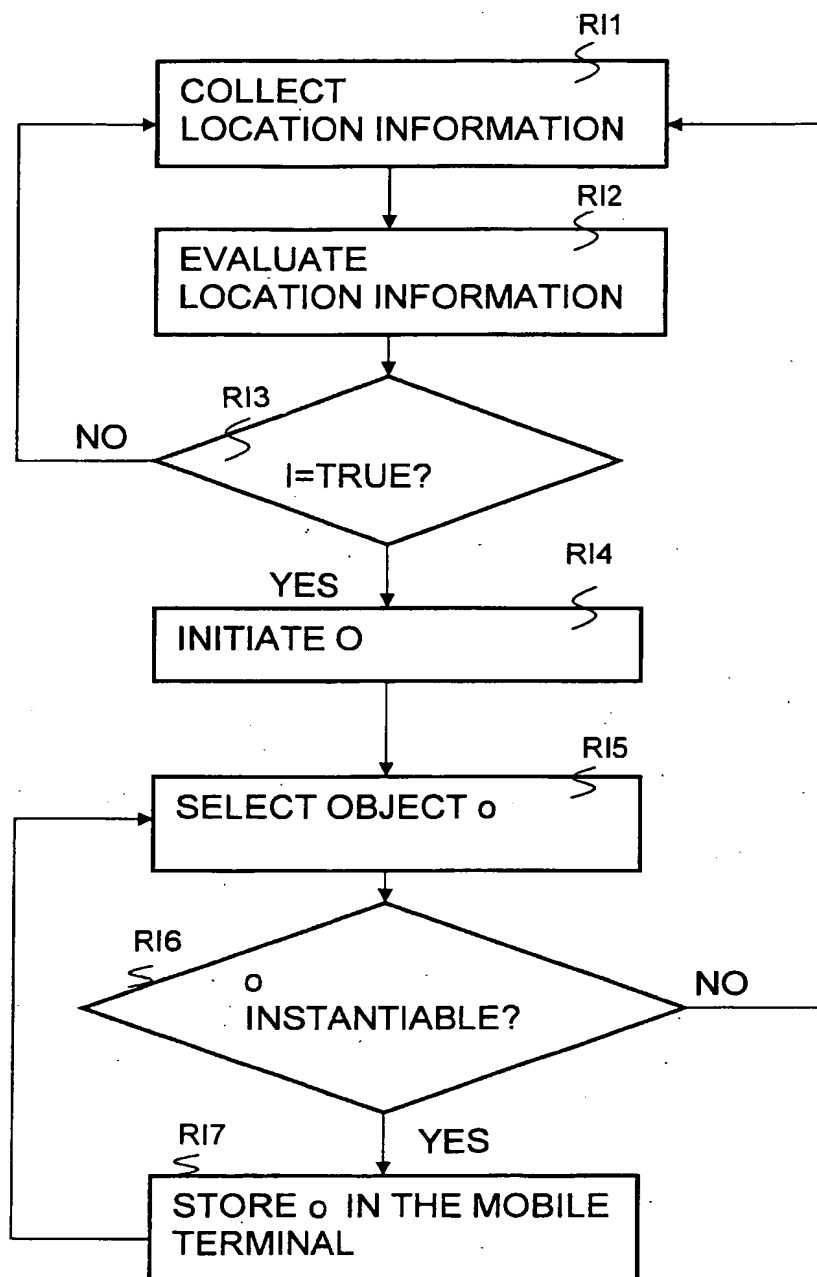 RI1
COLLECT
LOCATION INFORMATION
RI2
EVALUATE
LOCATION INFORMATION
RI3
NO
I=TRUE?
YES
RI4
INITIATE O
RI5
SELECT OBJECT o
RI6
o
INSTANTIABLE?
NO
YES
RI7
STORE o IN THE MOBILE
TERMINAL